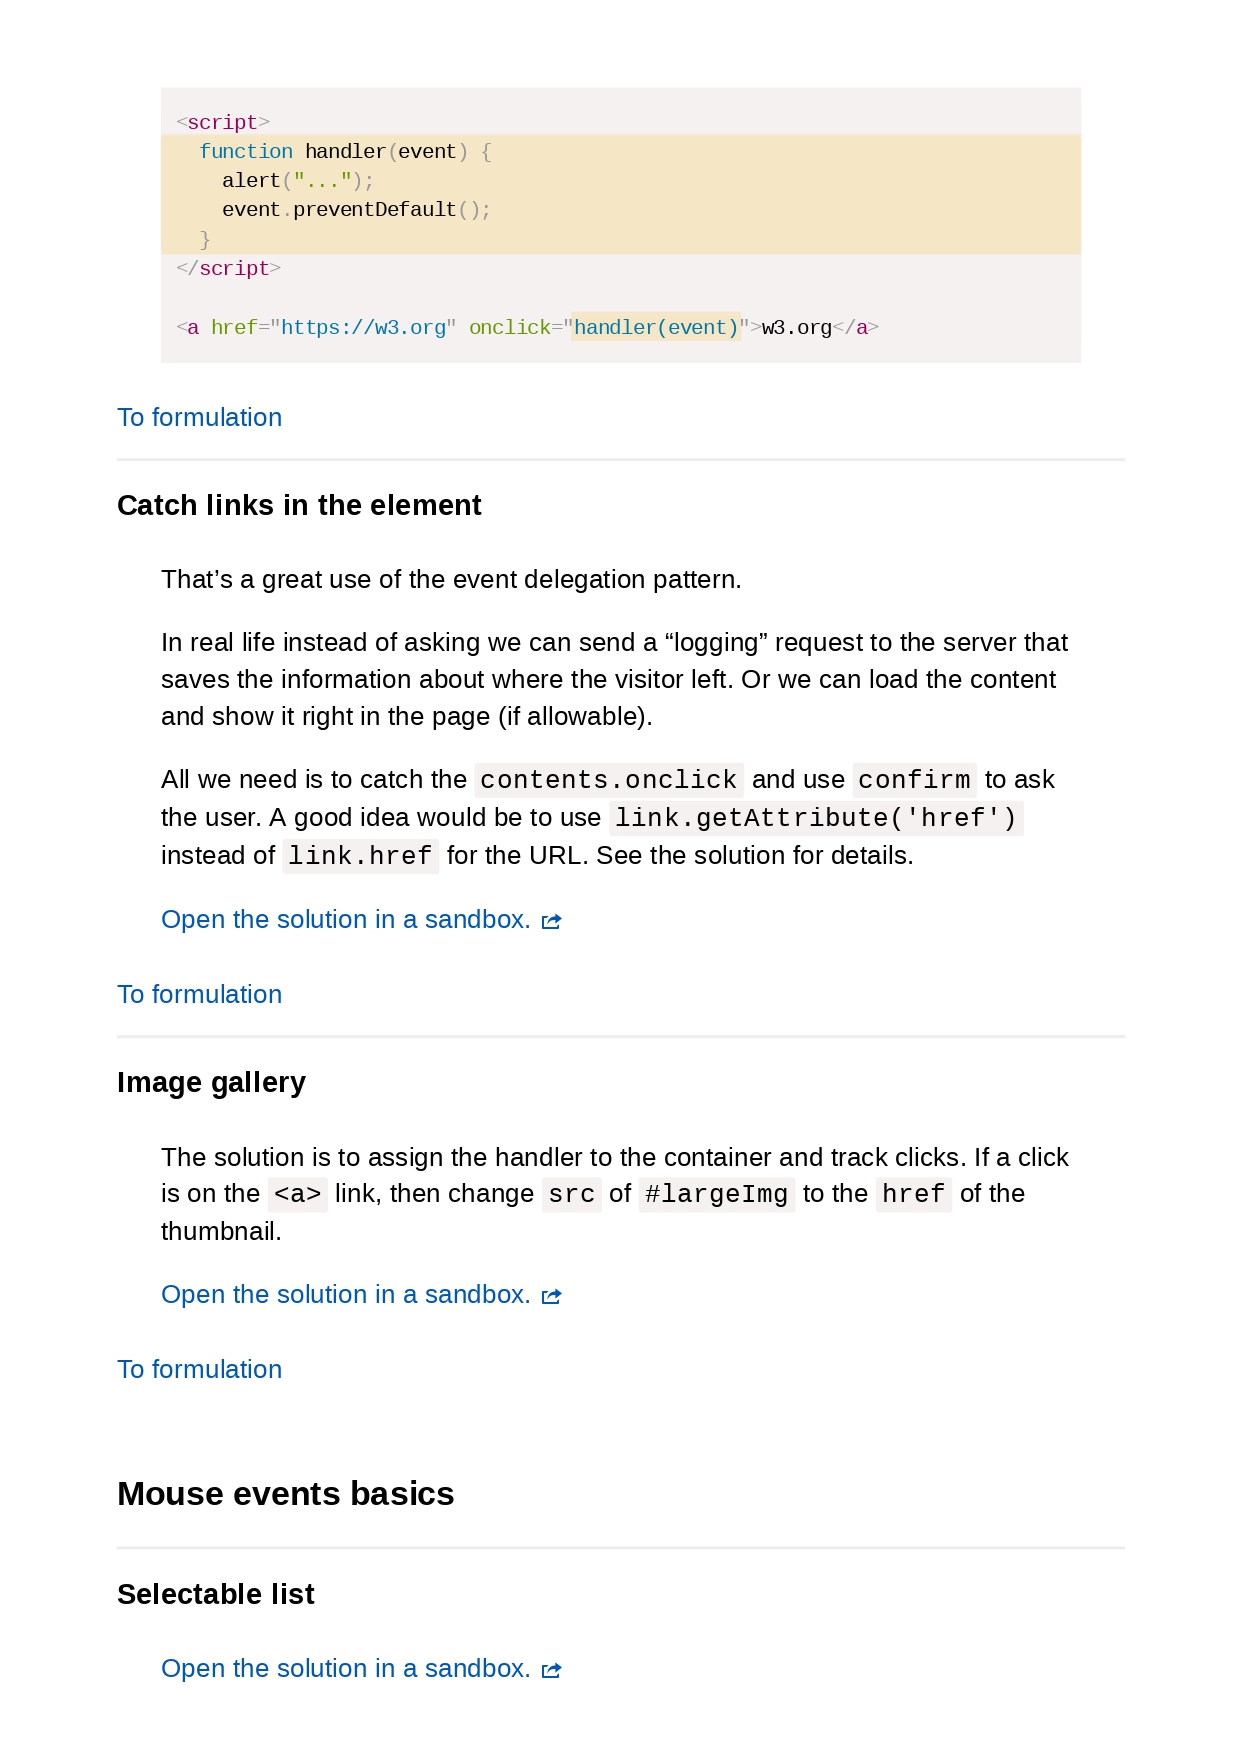 <script>
  function handler(event) {
    alert("...");
    event.preventDefault();
  }
</script>

<a href="https://w3.org" onclick="handler(event)">w3.org</a>
To formulation
Catch links in the element
That’s a great use of the event delegation pattern.
In real life instead of asking we can send a “logging” request to the server that
saves the information about where the visitor left. Or we can load the content
and show it right in the page (if allowable).
All we need is to catch the contents.onclick and use confirm to ask
the user. A good idea would be to use link.getAttribute('href')
instead of link.href for the URL. See the solution for details.
Open the solution in a sandbox.
To formulation
Image gallery
The solution is to assign the handler to the container and track clicks. If a click
is on the <a> link, then change src of #largeImg to the href of the
thumbnail.
Open the solution in a sandbox.
To formulation
Mouse events basics
Selectable list
Open the solution in a sandbox.